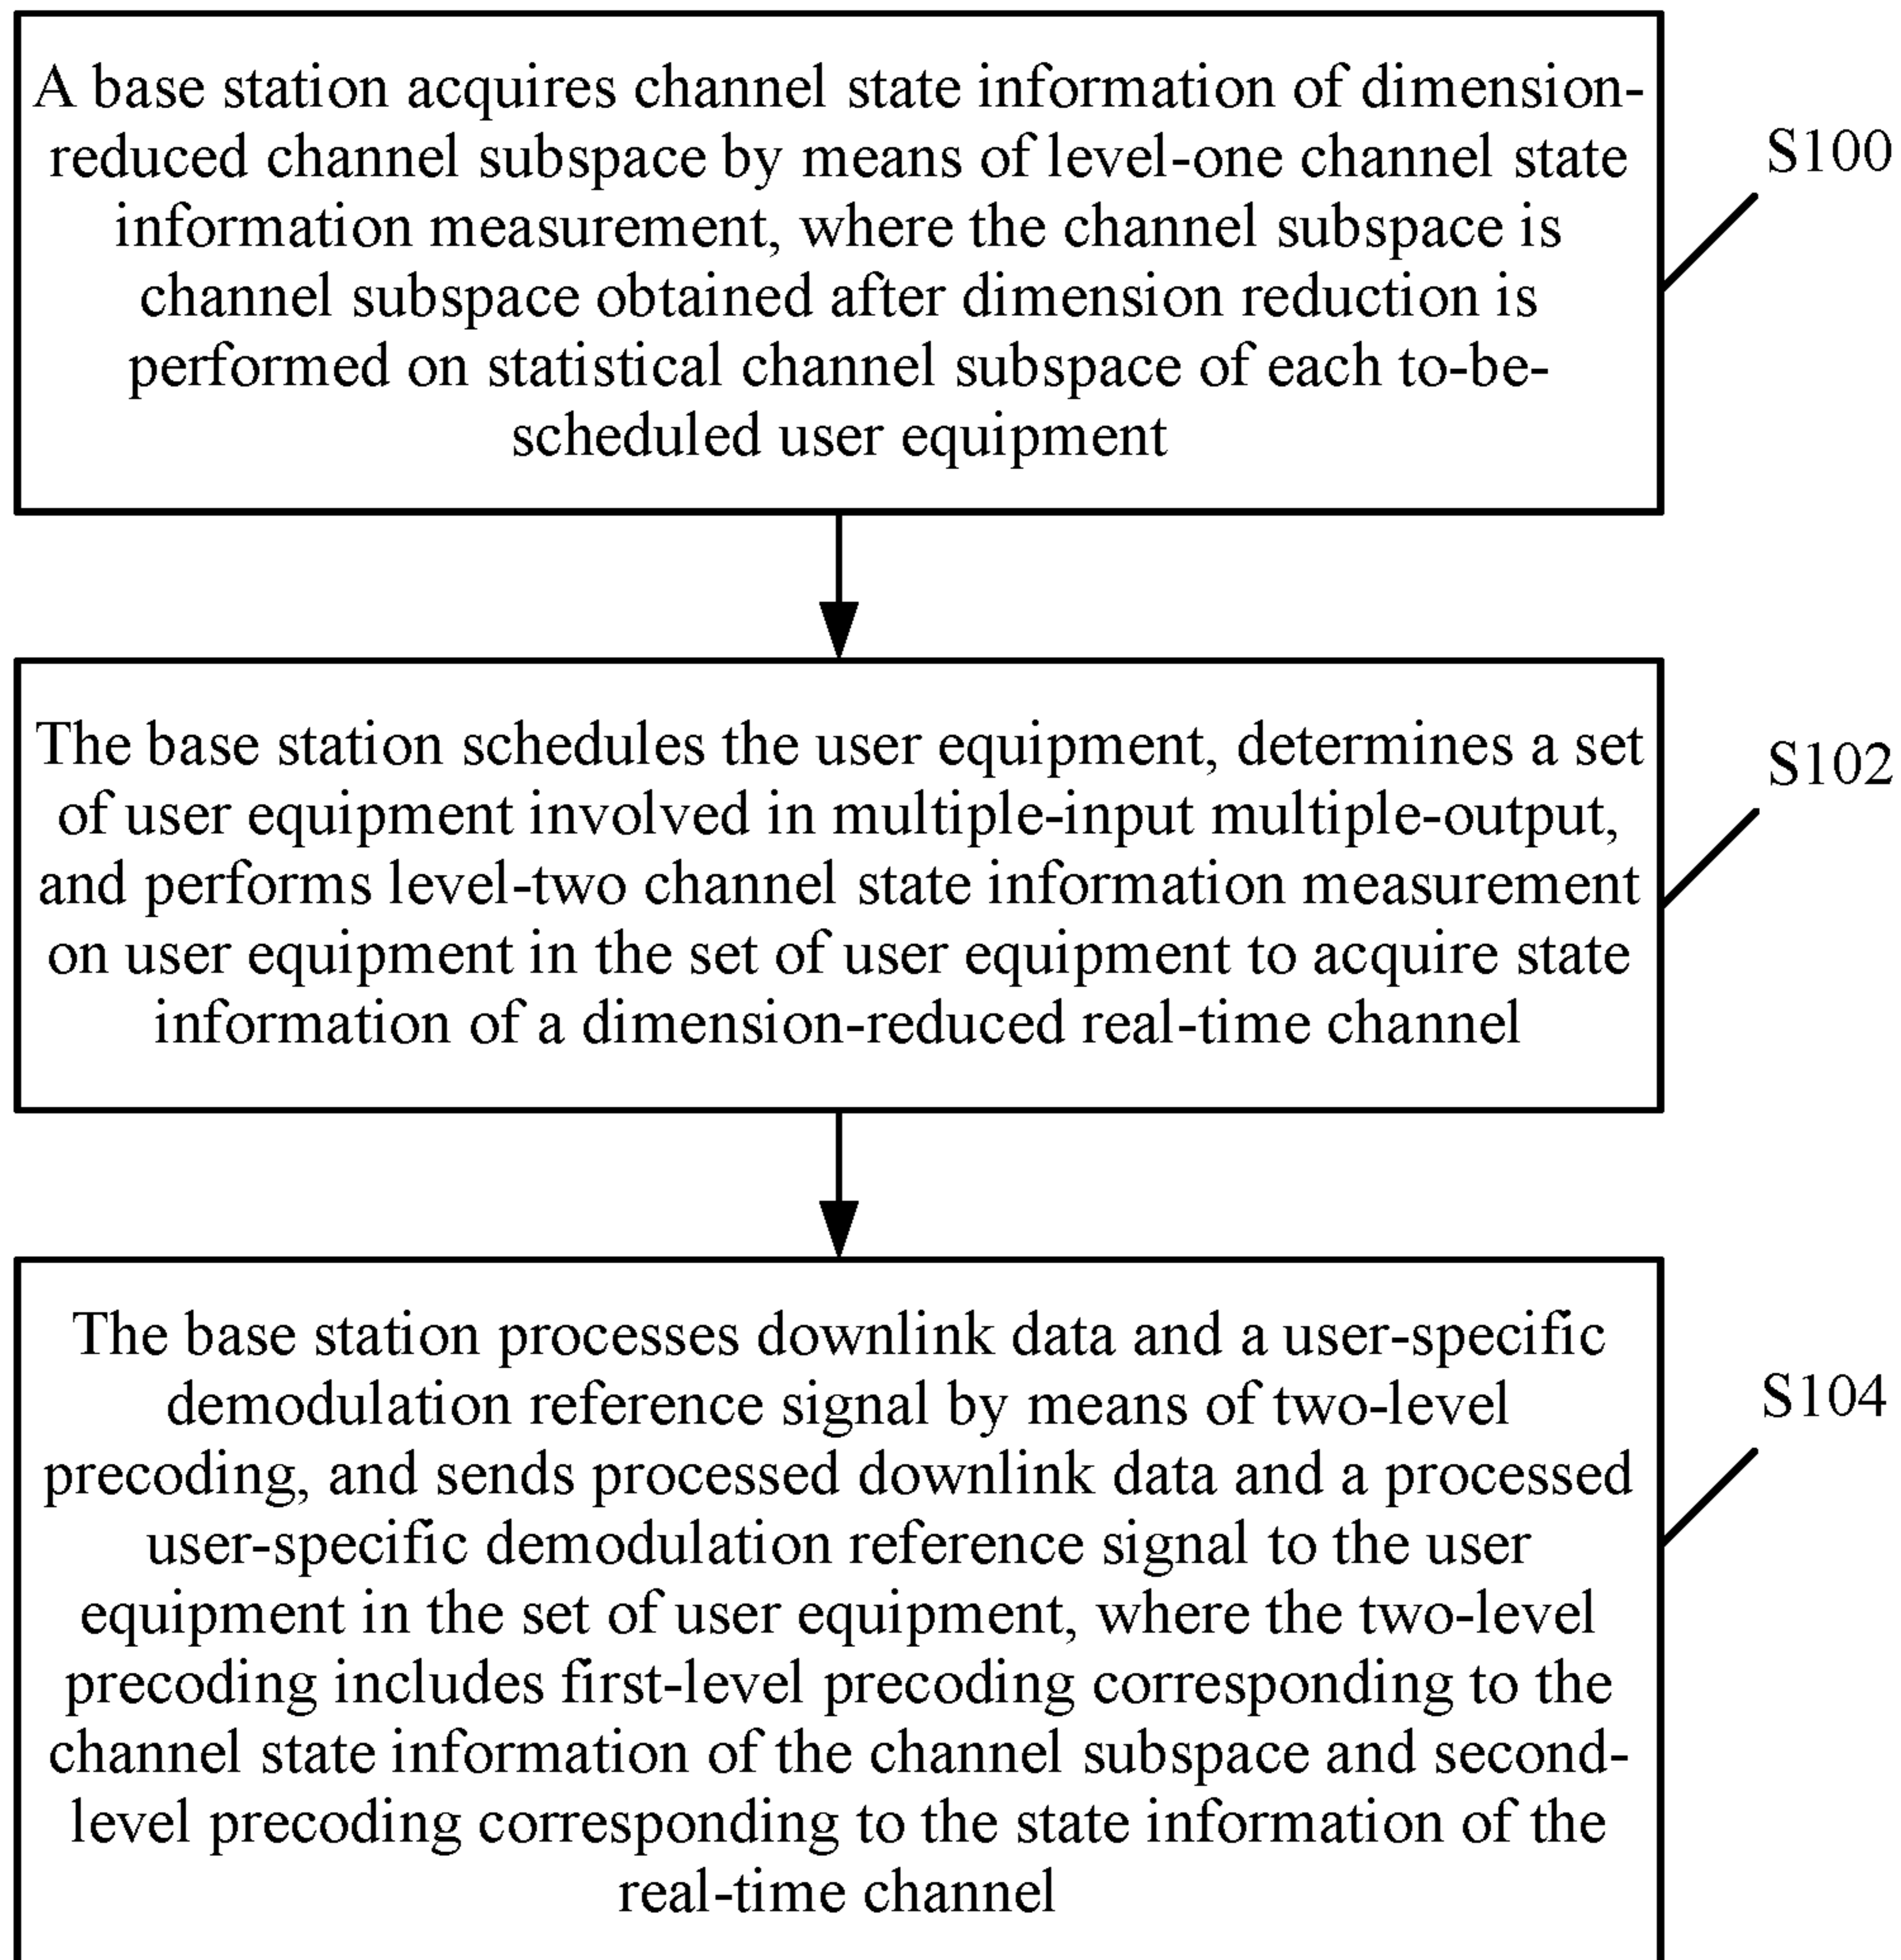 A base station acquires channel state information of dimension-
reduced channel subspace by means of level-one channel state
information measurement, where the channel subspace is
channel subspace obtained after dimension reduction is
performed on statistical channel subspace of each to-be-
scheduled user equipment
S100
The base station schedules the user equipment, determines a set
of user equipment involved in multiple-input multiple-output,
and performs level-two channel state information measurement
on user equipment in the set of user equipment to acquire state
information of a dimension-reduced real-time channel
S102
The base station processes downlink data and a user-specific
demodulation reference signal by means of two-level
precoding, and sends processed downlink data and a processed
user-specific demodulation reference signal to the user
equipment in the set of user equipment, where the two-level
precoding includes first-level precoding corresponding to the
channel state information of the channel subspace and second-
level precoding corresponding to the state information of the
real-time channel
S104